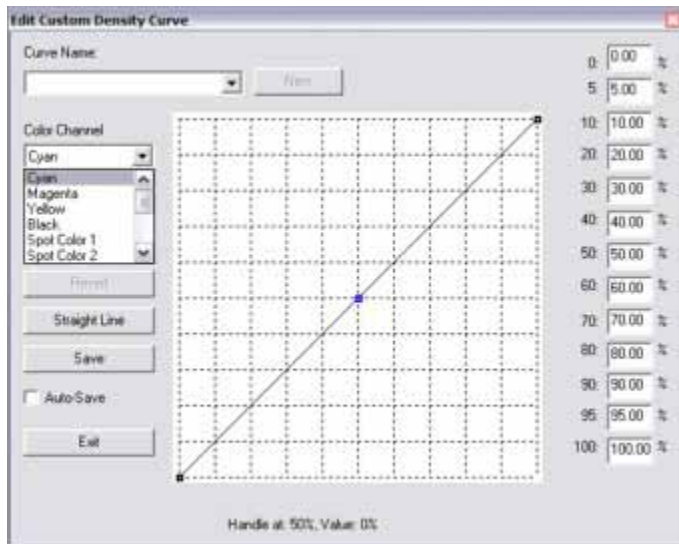 Edit Custom Density Curve
Curve Name:
New
Color Channel
Cyan
Cyan
Magenta
Yellow
Black
Spot Color 1
Spot Color 2
Revert
Straight Line
Save
Auto-Save
Exit
0: 0.00 %
5: 5.00 %
10: 10.00 %
20: 20.00 %
30: 30.00 %
40: 40.00 %
50: 50.00 %
60: 60.00 %
70: 70.00 %
80: 80.00 %
90: 90.00 %
95: 95.00 %
100: 100.00 %
Handle at: 50%, Value: 0%